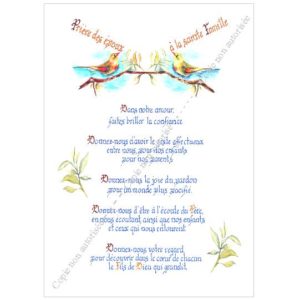 Prière des époux à la sainte Famille
Dans notre amour,
faites briller la confiance.
Donnez-nous d'avoir le geste affectueux
entre nous, pour nos enfants
pour nos parents.
Donnez-nous la joie du pardon
pour un monde plus pacifié.
Donnez-nous d'être à l'écoute du Père,
en nous écoutant ainsi que nos enfants
et ceux qui nous entourent.
Donnez-nous votre regard
pour découvrir dans le cœur de chacun
le Fils de Dieu qui grandit.
Copie non autorisée
Copie non autorisée